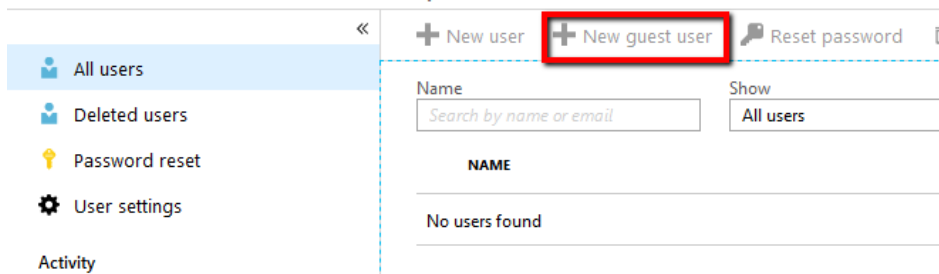 «
New user
New guest user
Reset password
All users
Deleted users
Password reset
User settings
Activity
Name
Search by name or email
Show
All users
NAME
No users found